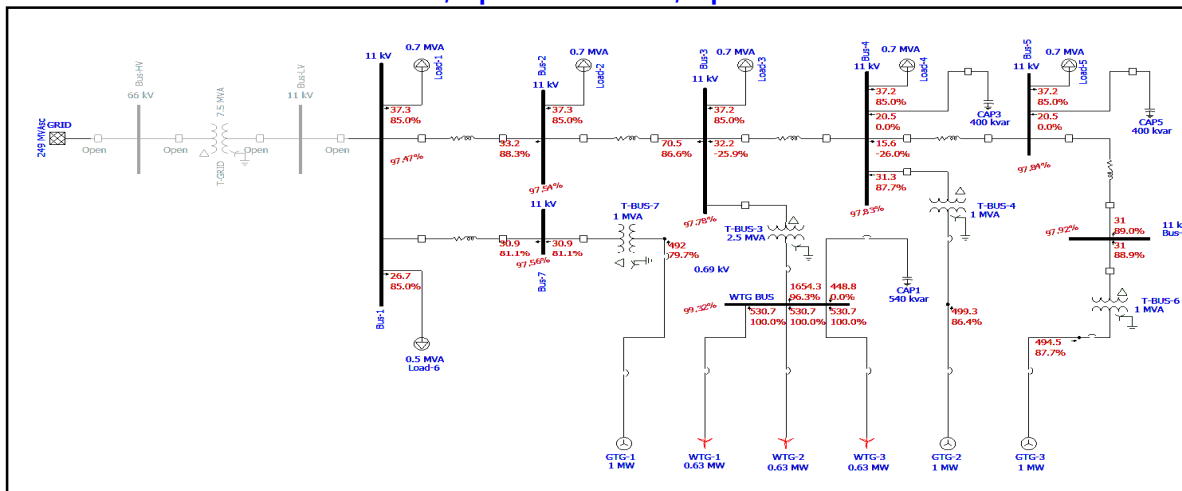 0.7 MVA
Load-1
0.7 MVA
Load-2
0.7 MVA
Load-3
0.7 MVA
Load-4
0.7 MVA
Load-5
Bus-HV
66 kV
Bus-LV
11 kV
7.5 MVA
T-GRID
249 MVAsc
GRID
Open
Open
Open
Open
11 kV
37.3
85.0%
97.47%
Bus-2
11 kV
37.3
85.0%
33.2
88.3%
97.54%
Bus-3
11 kV
37.2
85.0%
70.5
86.6%
32.2
-25.9%
97.78%
Bus-4
11 kV
37.2
85.0%
20.5
0.0%
15.6
-26.0%
31.3
87.7%
97.83%
CAP3
400 kvar
Bus-5
11 kV
37.2
85.0%
20.5
0.0%
97.84%
CAP5
400 kvar
11 kV
30.9
81.1%
30.9
81.1%
97.56%
Bus-7
T-BUS-7
1 MVA
492
79.7%
T-BUS-3
2.5 MVA
0.69 kV
T-BUS-4
1 MVA
31
89.0%
31
88.9%
97.92%
11 k
Bus-
T-BUS-6
1 MVA
26.7
85.0%
Bus-1
0.5 MVA
Load-6
WTG BUS
99.32%
1654.3
96.3%
448.8
0.0%
530.7
100.0%
530.7
100.0%
530.7
100.0%
CAP1
540 kvar
499.3
86.4%
494.5
87.7%
GTG-1
1 MW
WTG-1
0.63 MW
WTG-2
0.63 MW
WTG-3
0.63 MW
GTG-2
1 MW
GTG-3
1 MW